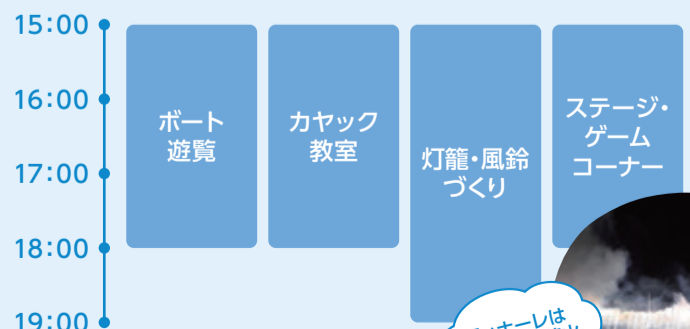 15:00
16:00
17:00
18:00
19:00
ボート
遊覧
カヤック
教室
灯籠・風鈴
づくり
ステージ・
ゲーム
コーナー